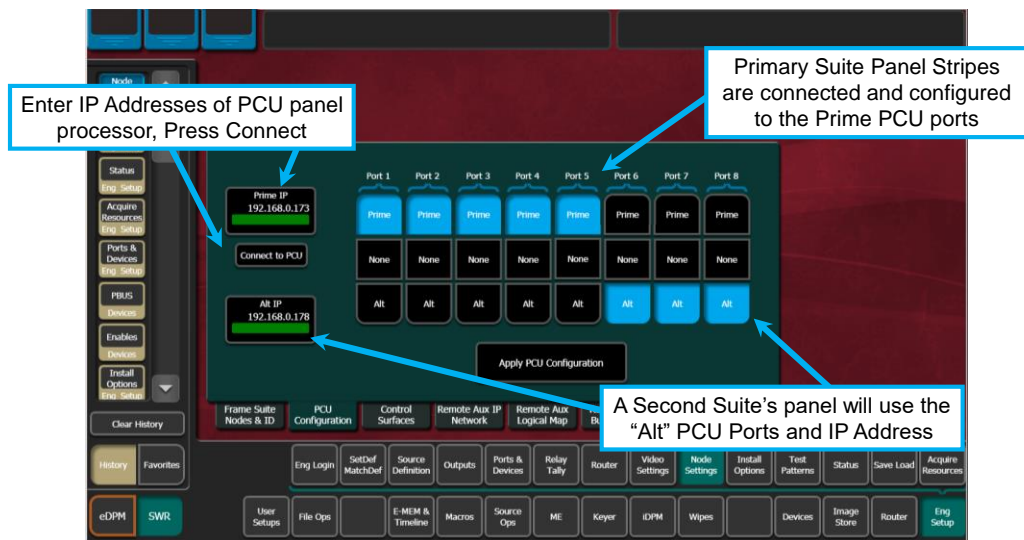 Node
Enter IP Addresses of PCU panel
processor, Press Connect
Primary Suite Panel Stripes
are connected and configured
to the Prime PCU ports
Status
Eng Setup
Acquire
Resources
Eng Setup
Ports &
Devices
Eng Setup
PBUS
Devices
Enables
Devices
Install
Options
Eng Setup
Clear History
History Favorites
eDPM SWR
Port 1 Port 2 Port 3 Port 4 Port 5 Port 6 Port 7 Port 8
Prime IP
192.168.0.173
Prime Prime Prime Prime Prime Prime Prime Prime
Connect to PCU
None None None None None None None None
Alt IP
192.168.0.178
Alt Alt Alt Alt Alt Alt Alt Alt
Apply PCU Configuration
A Second Suite's panel will use the
“Alt” PCU Ports and IP Address
Frame Suite
Nodes & ID
PCU
Configuration
Control
Surfaces
Remote Aux IP
Network
Remote Aux
Logical Map
Eng Login
SetDef
MatchDef
Source
Definition
Outputs
Ports &
Devices
Relay
Tally
Router
Video
Settings
Node
Settings
Install
Options
Test
Patterns
Status
Save Load
Acquire
Resources
User
Setups
File Ops
E-MEM &
Timeline
Macros
Source
Ops
ME
Keyer
iDPM
Wipes
Devices
Image
Store
Router
Eng
Setup